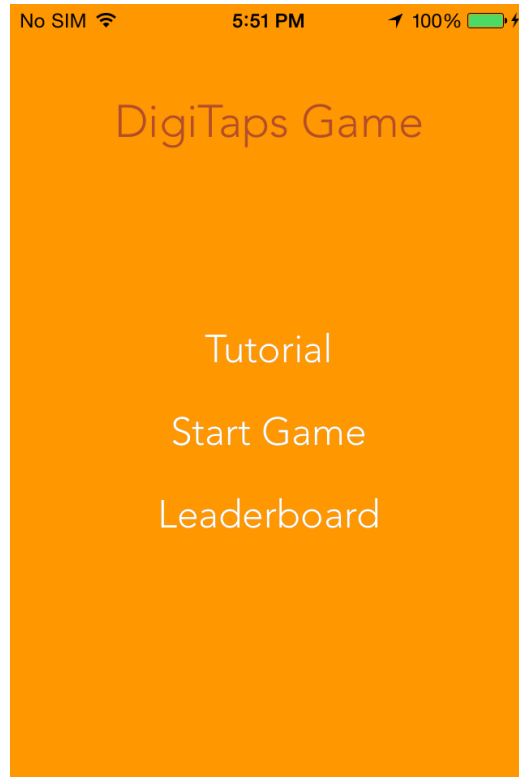 No SIM 5:51 PM 100%
DigiTaps Game
Tutorial
Start Game
Leaderboard